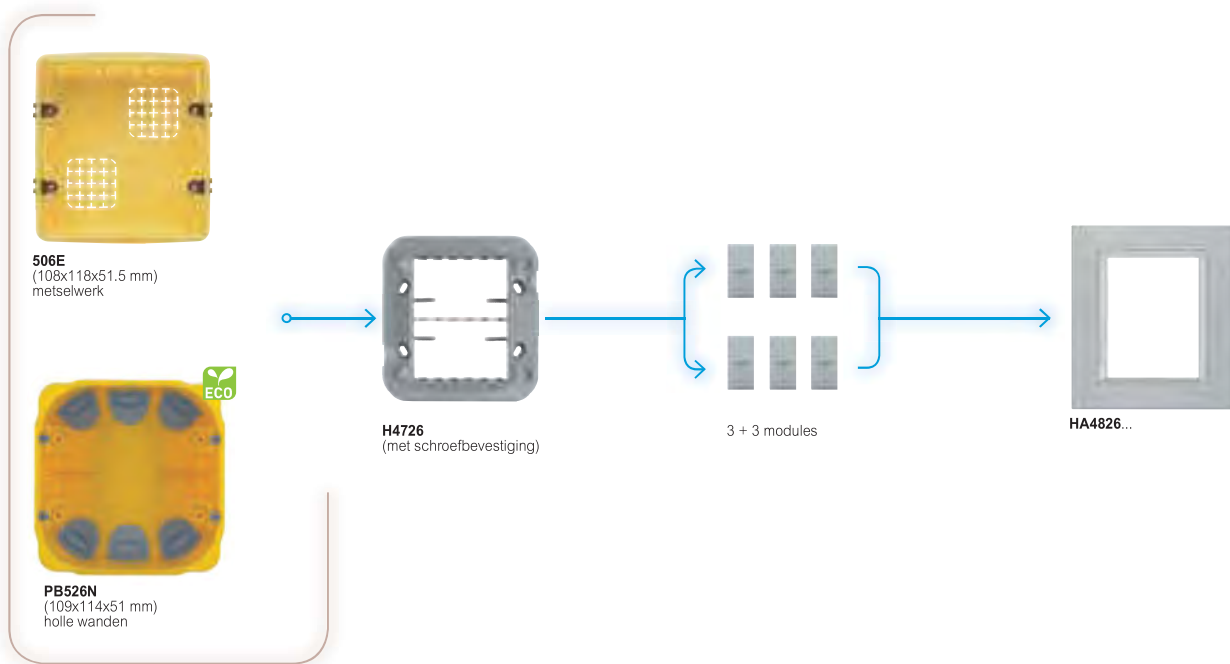 506E
(108x118x51.5 mm)
metselwerk
ECO
PB526N
(109x114x51 mm)
holle wanden
H4726
(met schroefbevestiging)
3 + 3 modules
HA4826...